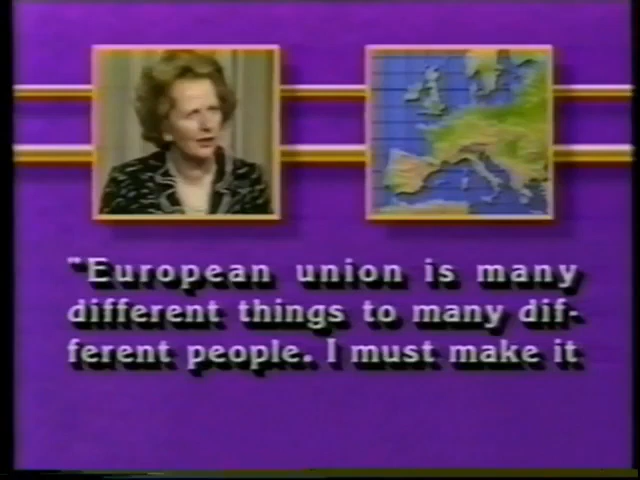 "European union is many
different things to many dif-
ferent people. I must make it